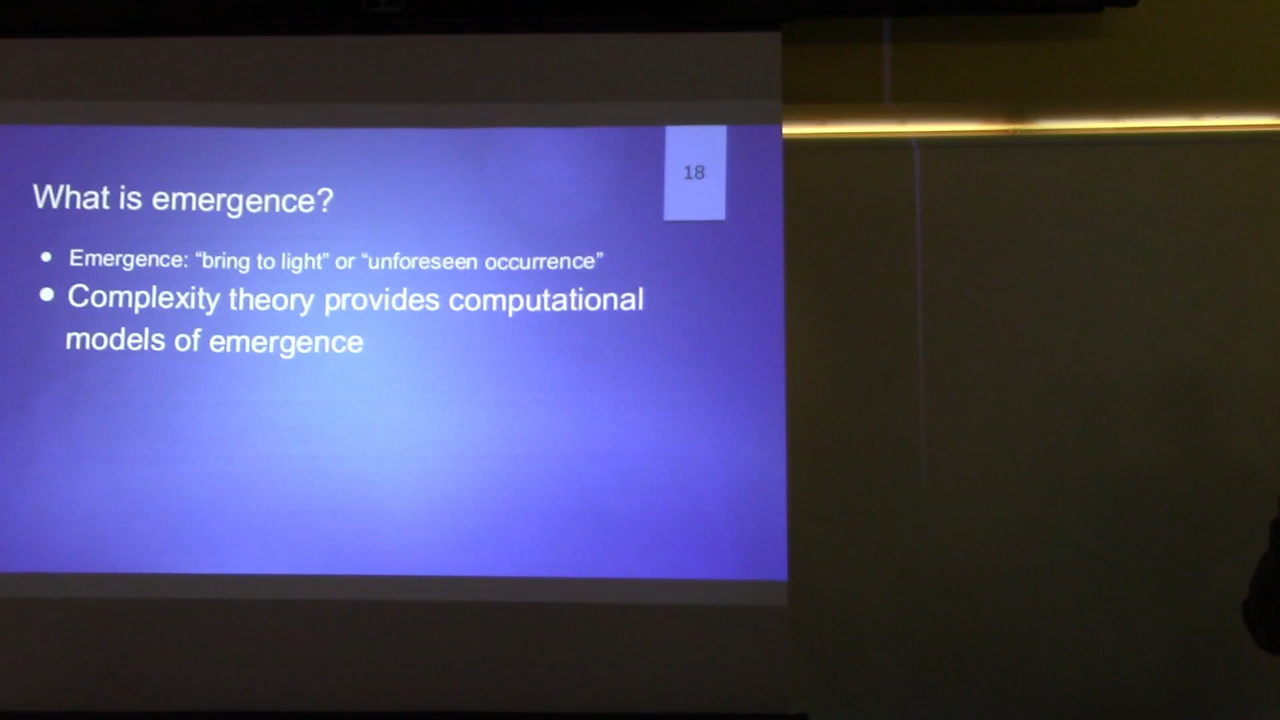 18
What is emergence?
• Emergence: “bring to light” or “unforeseen occurrence”
• Complexity theory provides computational
models of emergence